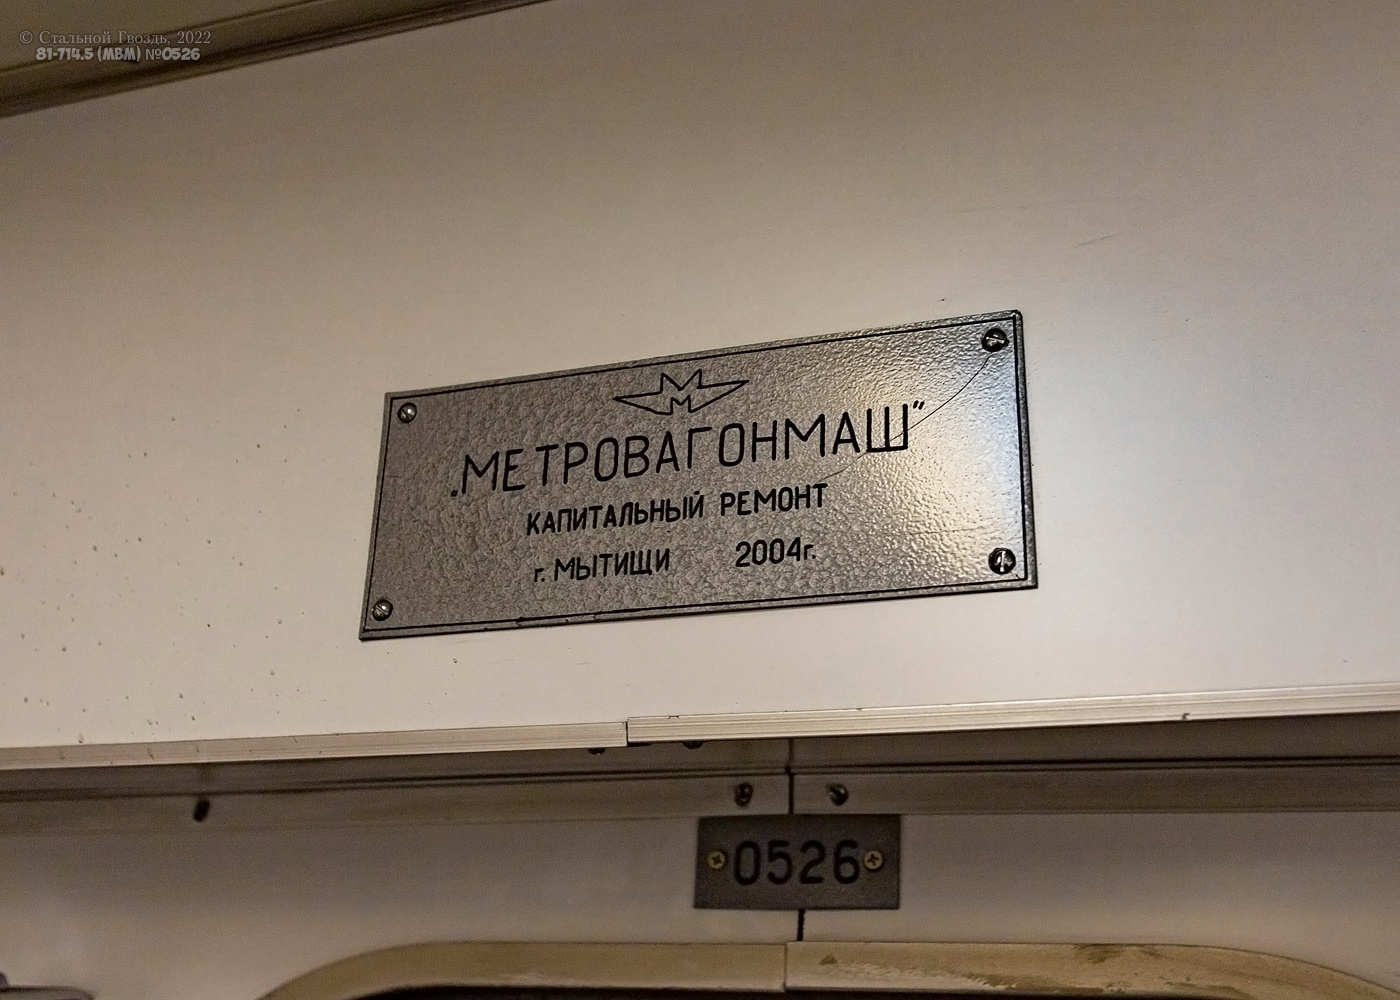 © Стальной Гвоздь, 2022
81-714.5 (МВМ) №0526
„МЕТРОВАГОНМАШ"
КАПИТАЛЬНЫЙ РЕМОНТ
г. МЫТИЩИ 2004г.
0526